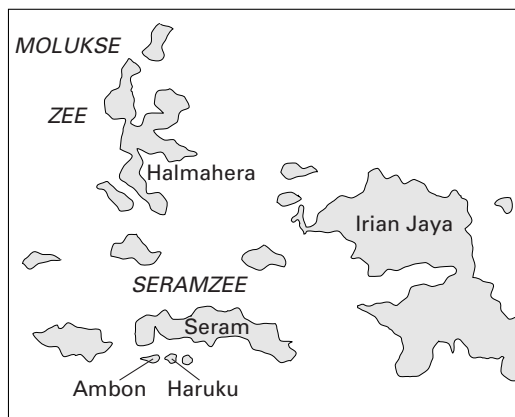 MOLUKSE
ZEE
Halmahera
Irian Jaya
SERAMZEE
Seram
Ambon Haruku